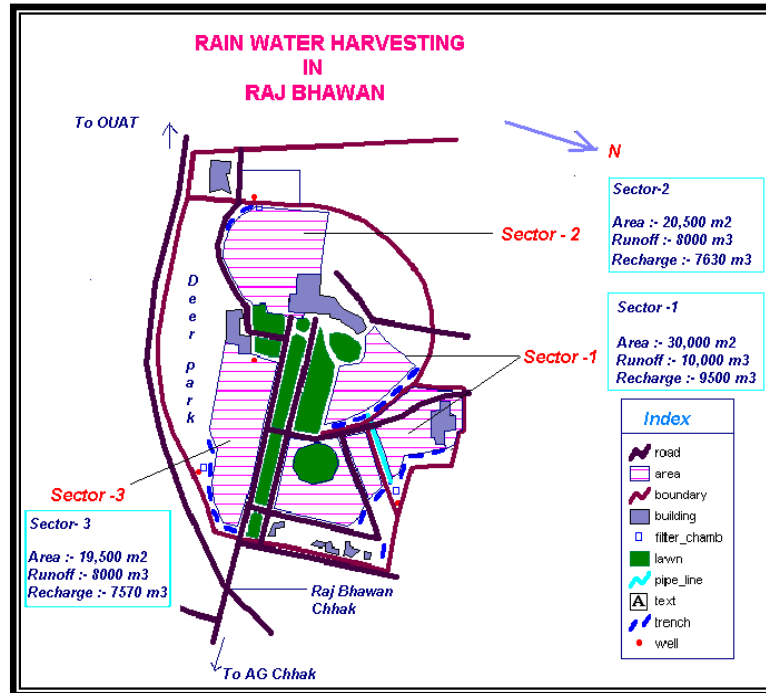 RAIN WATER HARVESTING
IN
RAJ BHAWAN
To OUAT
N
Sector-2
Area :- 20,500 m2
Runoff :- 8000 m3
Recharge :- 7630 m3
Sector - 2
Sector -1
Area :- 30,000 m2
Runoff :- 10,000 m3
Recharge :- 9500 m3
Deer park
Sector -1
Index
road
area
boundary
building
filter_chamb
lawn
pipe_line
A text
trench
well
Sector -3
Sector- 3
Area :- 19,500 m2
Runoff :- 8000 m3
Recharge :- 7570 m3
Raj Bhawan
Chhak
To AG Chhak